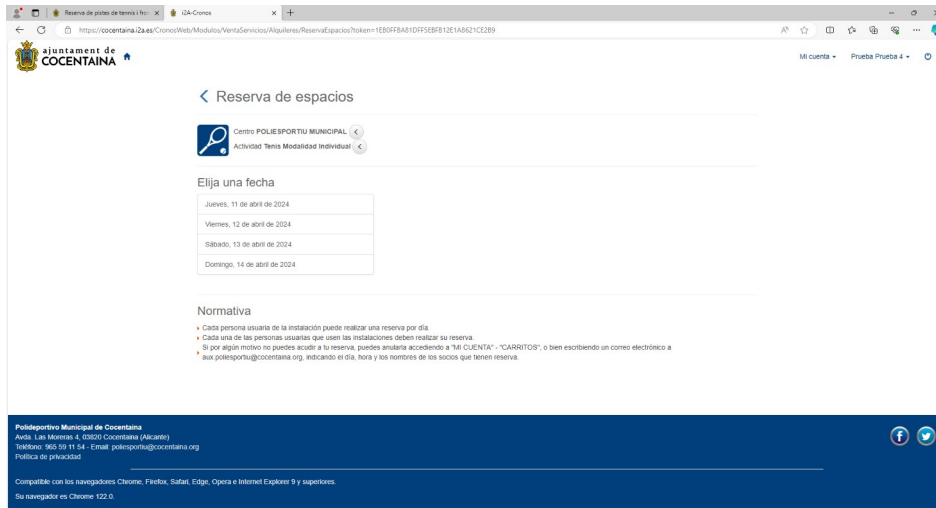 Reserva de pistes de tennis i fron
i2A-Cronos
https://cocentaina.i2a.es/CronosWeb/Modulos/VentaServicios/Alquileres/ReservaEspacios?token=1EB0FFBA81DFF5EBFB12E1A8621CE2B9
ajuntament de
COCENTAINA
Mi cuenta
Prueba Prueba 4
Reserva de espacios
Centro POLIESPORTIU MUNICIPAL
Actividad Tenis Modalidad Individual
Elija una fecha
Jueves, 11 de abril de 2024
Viernes, 12 de abril de 2024
Sábado, 13 de abril de 2024
Domingo, 14 de abril de 2024
Normativa
Cada persona usuaria de la instalación puede realizar una reserva por día.
Cada una de las personas usuarias que usen las instalaciones deben realizar su reserva.
Si por algún motivo no puedes acudir a tu reserva, puedes anularla accediendo a "MI CUENTA" - "CARRITOS", o bien escribiendo un correo electrónico a
aux.poliesportiu@cocentaina.org, indicando el día, hora y los nombres de los socios que tienen reserva.
Polideportivo Municipal de Cocentaina
Avda. Las Moreras 4, 03820 Cocentaina (Alicante)
Teléfono: 965 59 11 54 - Email: poliesportiu@cocentaina.org
Política de privacidad
Compatible con los navegadores Chrome, Firefox, Safari, Edge, Opera e Internet Explorer 9 y superiores.
Su navegador es Chrome 122.0.